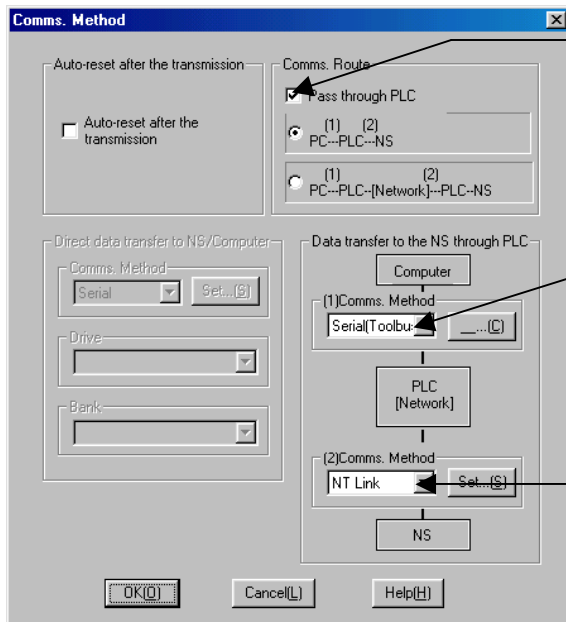 Comms. Method
Auto-reset after the transmission
Auto-reset after the
transmission
Comms. Route
Pass through PLC
(1) (2)
PC---PLC---NS
(1) (2)
PC---PLC--[Network]---PLC--NS
Direct data transfer to NS/Computer
Comms. Method
Serial
Set...(S)
Drive
Bank
Data transfer to the NS through PLC
Computer
(1)Comms. Method
Serial(Toolbu
__...(C)
PLC
[Network]
(2)Comms. Method
NT Link
Set...(S)
NS
OK(O)
Cancel(L)
Help(H)